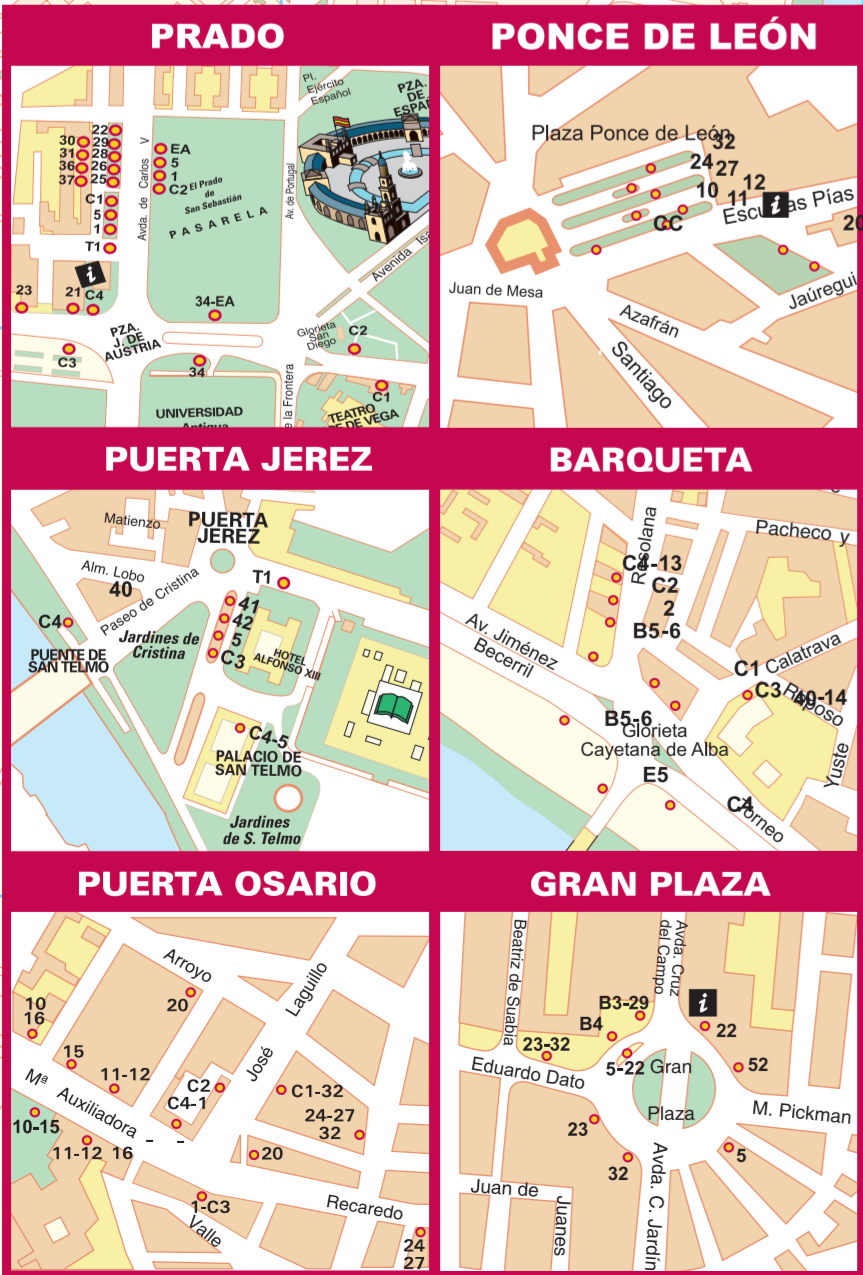 PRADO
Pl.
Ejército
Español
PZA.
DE
ESPAÑ
22
30
29
31
28
36
26
37
25
C1
5
1
T1
EA
5
1
C2
El Prado
de
San Sebastián
PASARELA
Avda. de Carlos V
Av. de Portugal
Avenida Isa
23
21
C4
34-EA
PZA.
J. DE
AUSTRIA
C3
34
Glorieta
San
Diego
C2
C1
e la Frontera
UNIVERSIDAD
Antigua
TEATRO
PE DE VEGA
PONCE DE LEÓN
Plaza Ponce de León
32
24
27
10
12
11
CC
Escuelas Pías
20
Juan de Mesa
Azafrán
Santiago
Jaúregui
PUERTA JEREZ
Matienzo
PUERTA
JEREZ
Alm. Lobo
40
Paseo de Cristina
T1
41
42
5
C3
C4
PUENTE DE
SAN TELMO
Jardines de
Cristina
HOTEL
ALFONSO XIII
C4-5
PALACIO DE
SAN TELMO
Jardines
de S. Telmo
BARQUETA
Resolana
Pacheco y
C4-13
C2
2
B5-6
Av. Jiménez
Becerril
C1
Calatrava
C3
40-14
Reposo
B5-6
Glorieta
Cayetana de Alba
E5
C4
Torneo
Yuste
PUERTA OSARIO
Arroyo
Laguillo
José
10
16
20
15
11-12
Mª Auxiliadora
C2
C4-1
C1-32
24-27
32
10-15
11-12 16
20
1-C3
Valle
Recaredo
24
27
GRAN PLAZA
Beatriz de Suabia
Avda. Cruz
del Campo
B3-29
B4
22
23-32
5-22
Gran
Plaza
52
Eduardo Dato
M. Pickman
23
32
5
Juan de
Juanes
Avda. C. Jardín